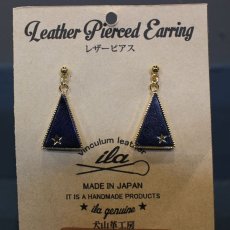 Leather Pierced Earring
レザーピアス
Vinculum leather
ila
MADE IN JAPAN
IT IS A HANDMADE PRODUCTS
ila genuine
犬山革工房